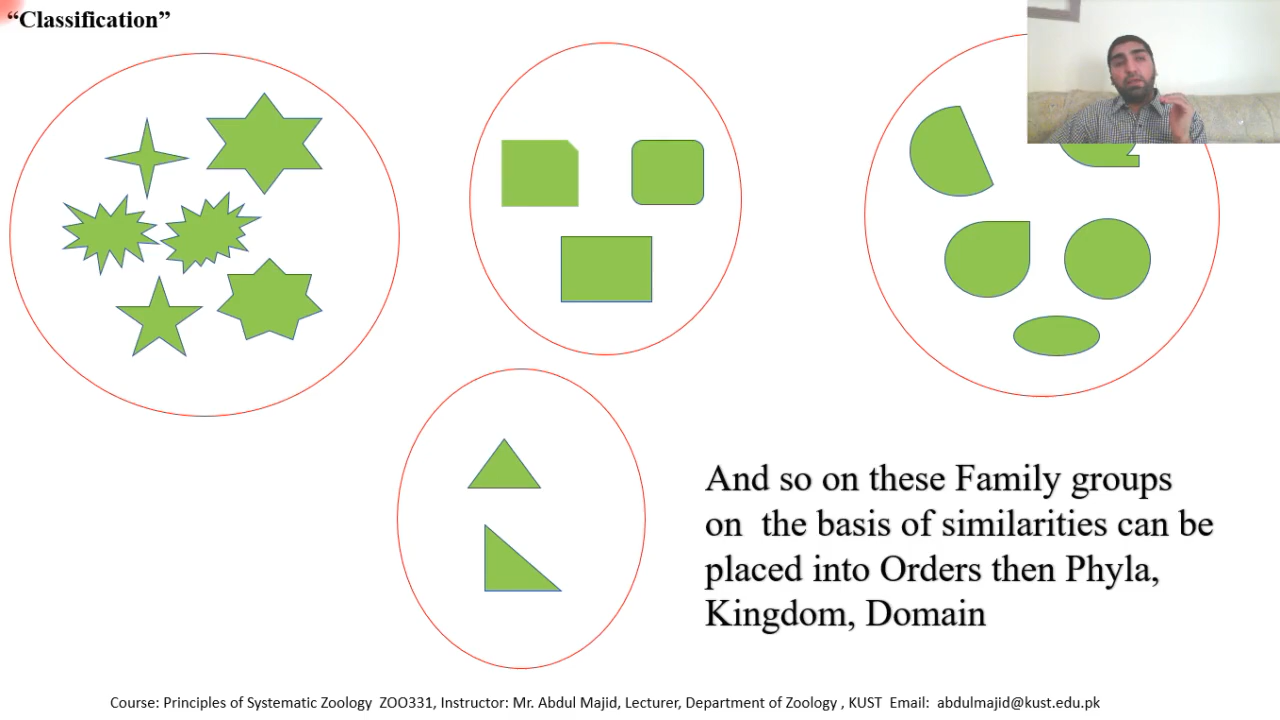 “Classification”
And so on these Family groups
on  the basis of similarities can be
placed into Orders then Phyla,
Kingdom, Domain
Course: Principles of Systematic Zoology  ZOO331, Instructor: Mr. Abdul Majid, Lecturer, Department of Zoology , KUST  Email:  abdulmajid@kust.edu.pk